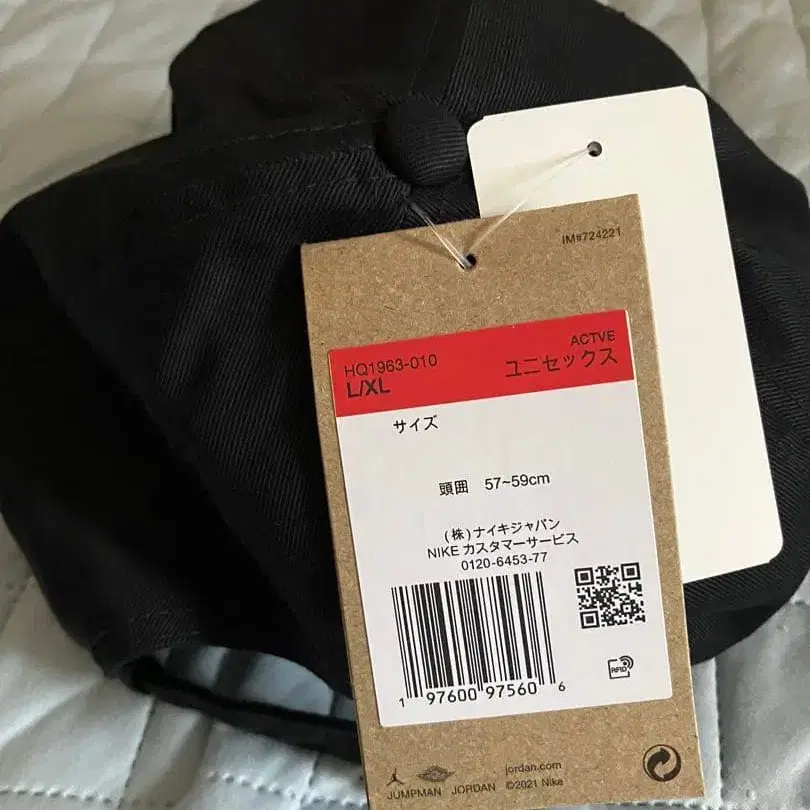 IM#724221
HQ1963-010 ACTVE
L/XL ユニセックス
サイズ
頭囲 57~59cm
(株)ナイキジャパン
NIKE カスタマーサービス
0120-6453-77
1 97600 97560 6
RFID
jordan.com
JUMPMAN JORDAN ©2021 Nike